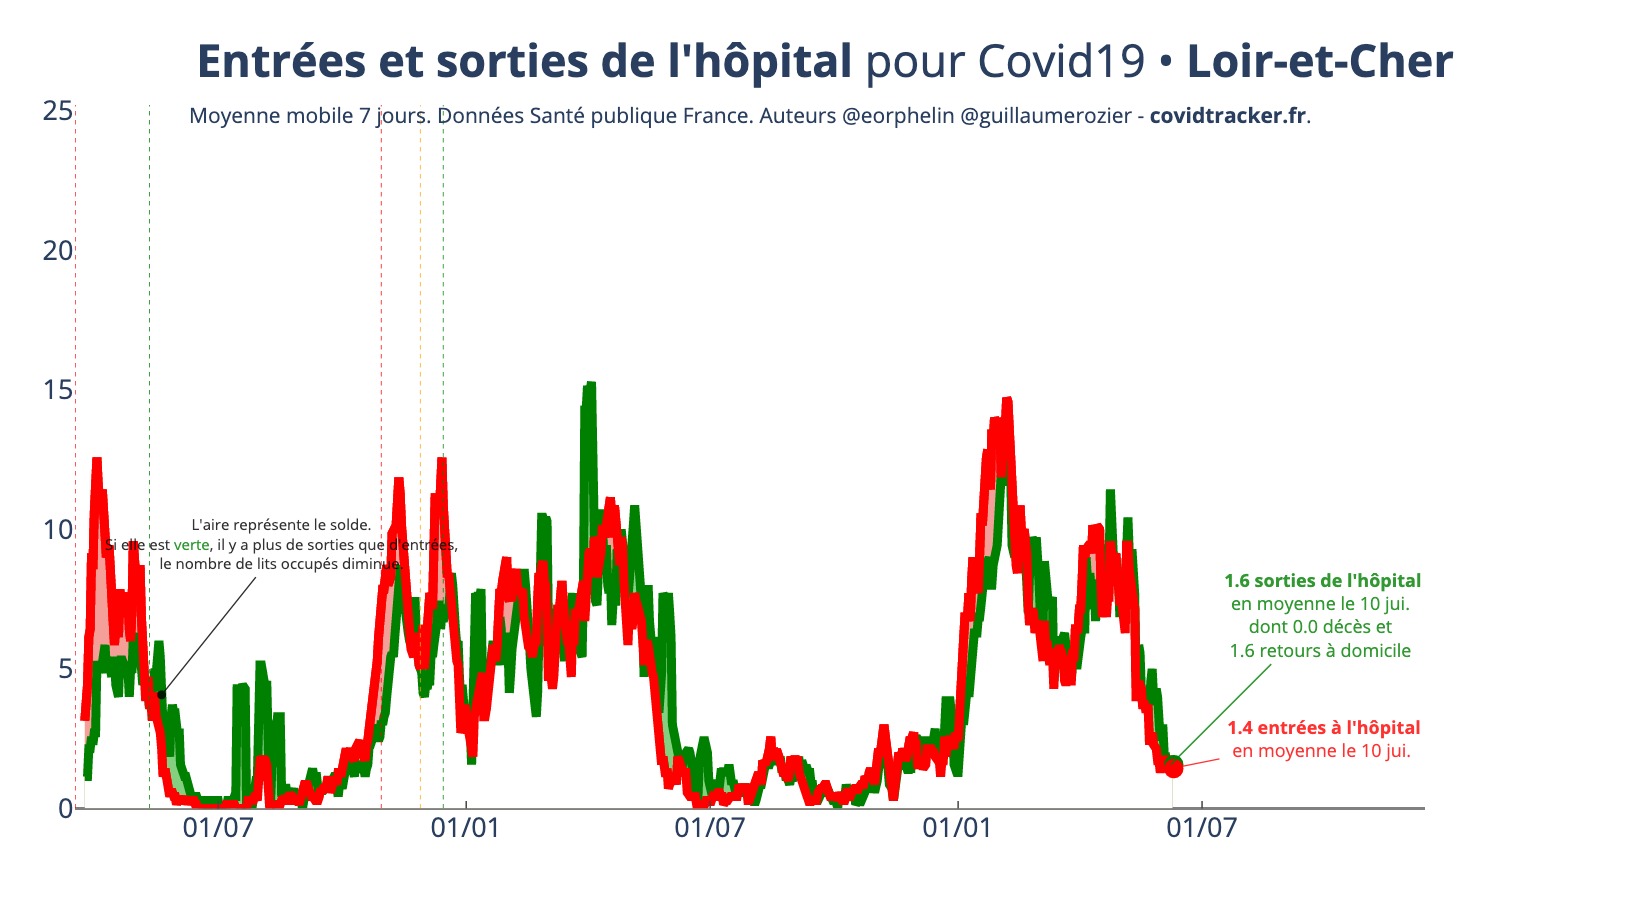 Entrées et sorties de l'hôpital pour Covid19 • Loir-et-Cher
Moyenne mobile 7 jours. Données Santé publique France. Auteurs @eorphelin @guillaumerozier - covidtracker.fr.
25
20
15
10
5
0
L'aire représente le solde.
Si elle est verte, il y a plus de sorties que d'entrées,
le nombre de lits occupés diminue.
1.6 sorties de l'hôpital
en moyenne le 10 jui.
dont 0.0 décès et
1.6 retours à domicile
1.4 entrées à l'hôpital
en moyenne le 10 jui.
01/07
01/01
01/07
01/01
01/07